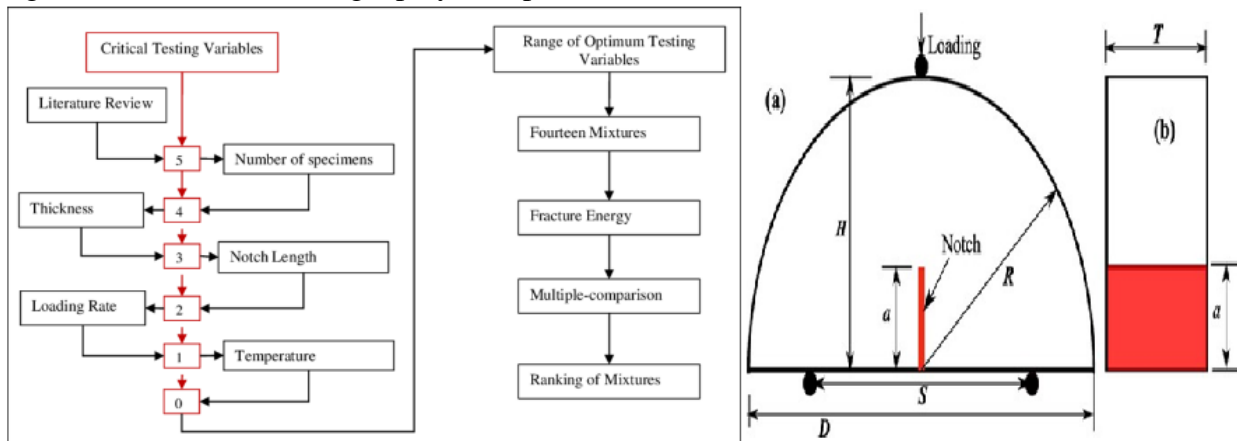 Critical Testing Variables
Literature Review
5
Number of specimens
4
Thickness
3
Notch Length
2
Loading Rate
1
Temperature
0
Range of Optimum Testing
Variables
Fourteen Mixtures
Fracture Energy
Multiple-comparison
Ranking of Mixtures
Loading
(a)
H
Notch
R
a
S
D
T
(b)
a